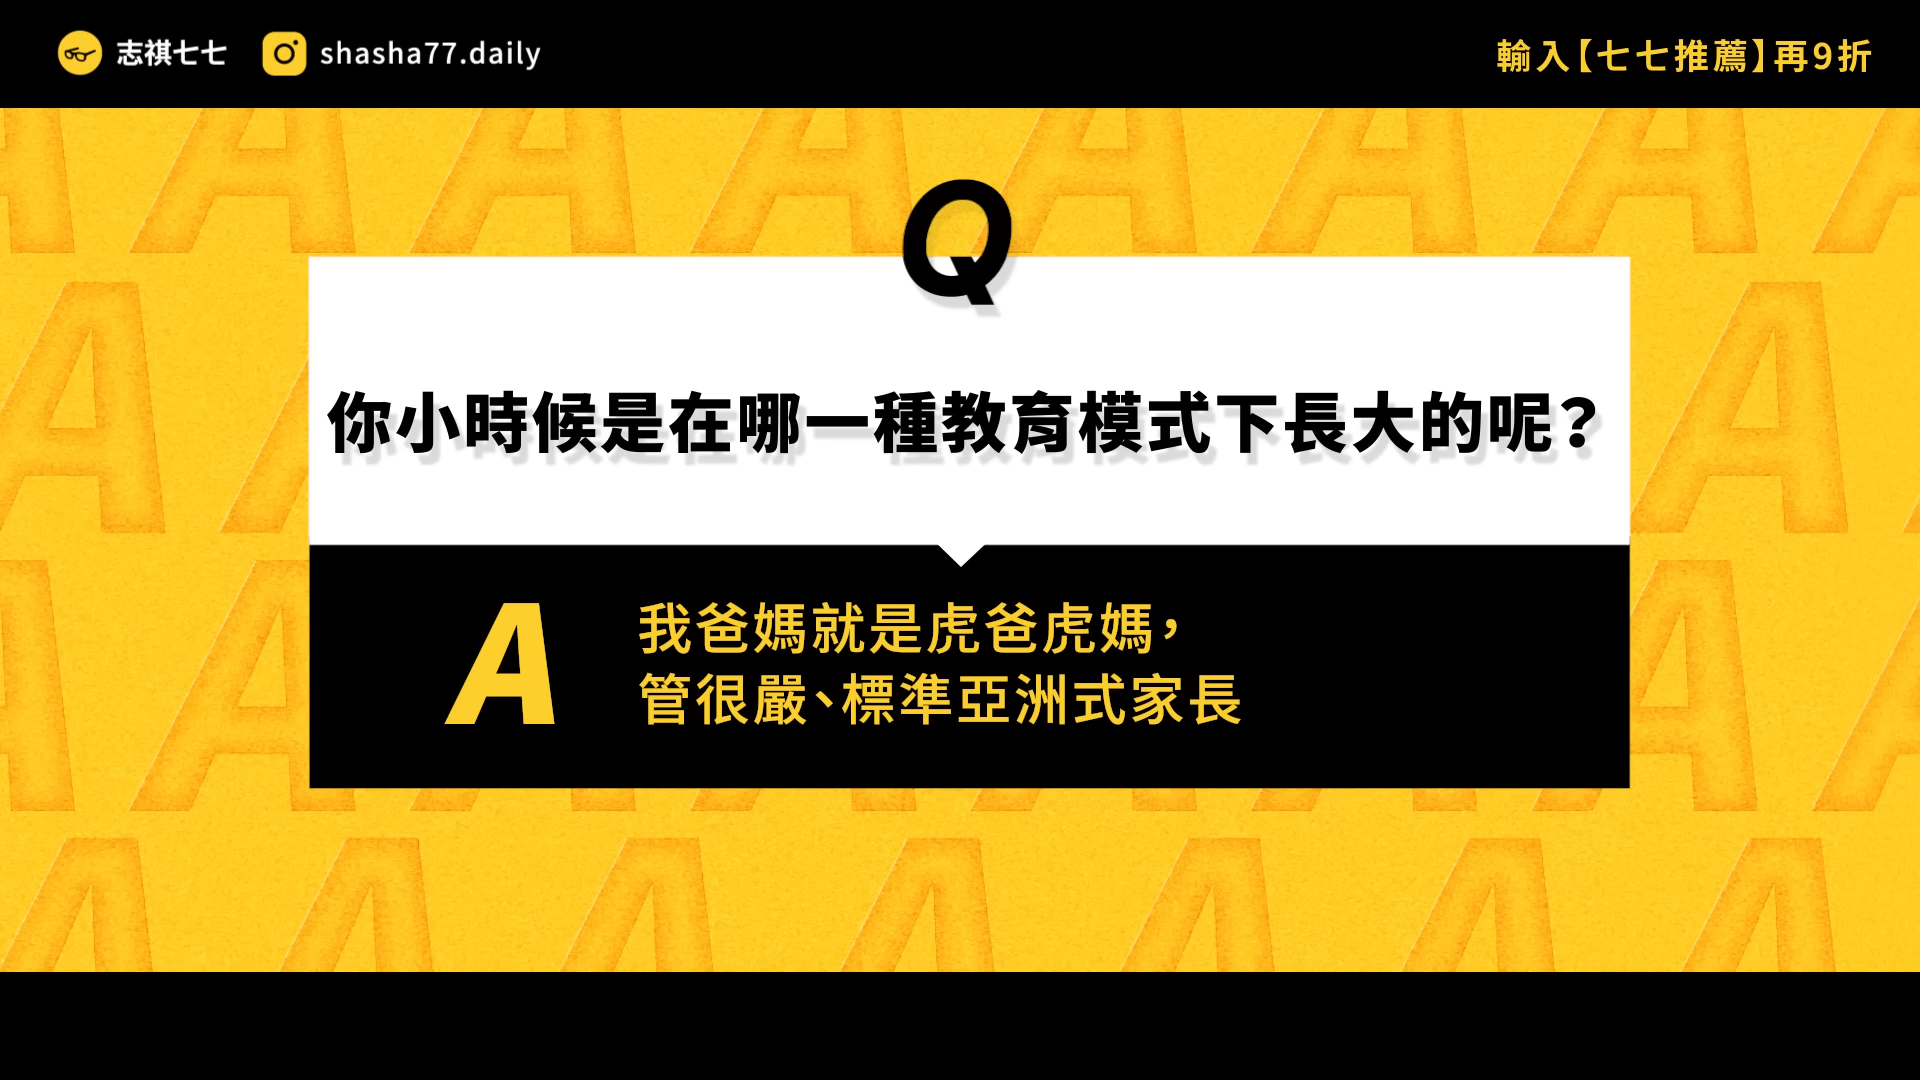 志祺七七 shasha77.daily
輸入【七七推薦】再9折
Q
你小時候是在哪一種教育模式下長大的呢？
A
我爸媽就是虎爸虎媽，
管很嚴、標準亞洲式家長